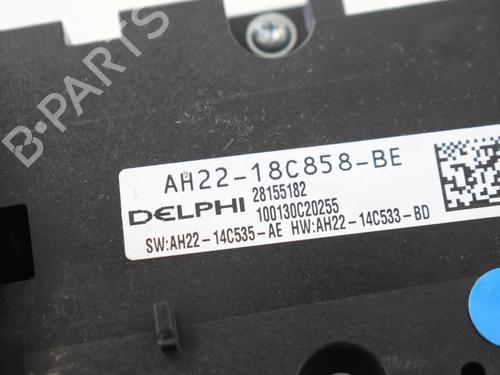 B-PARTS
AH22-18C858-BE
28155182
DELPHI
100130C20255
SW:AH22-14C535-AE HW:AH22-14C533-BD